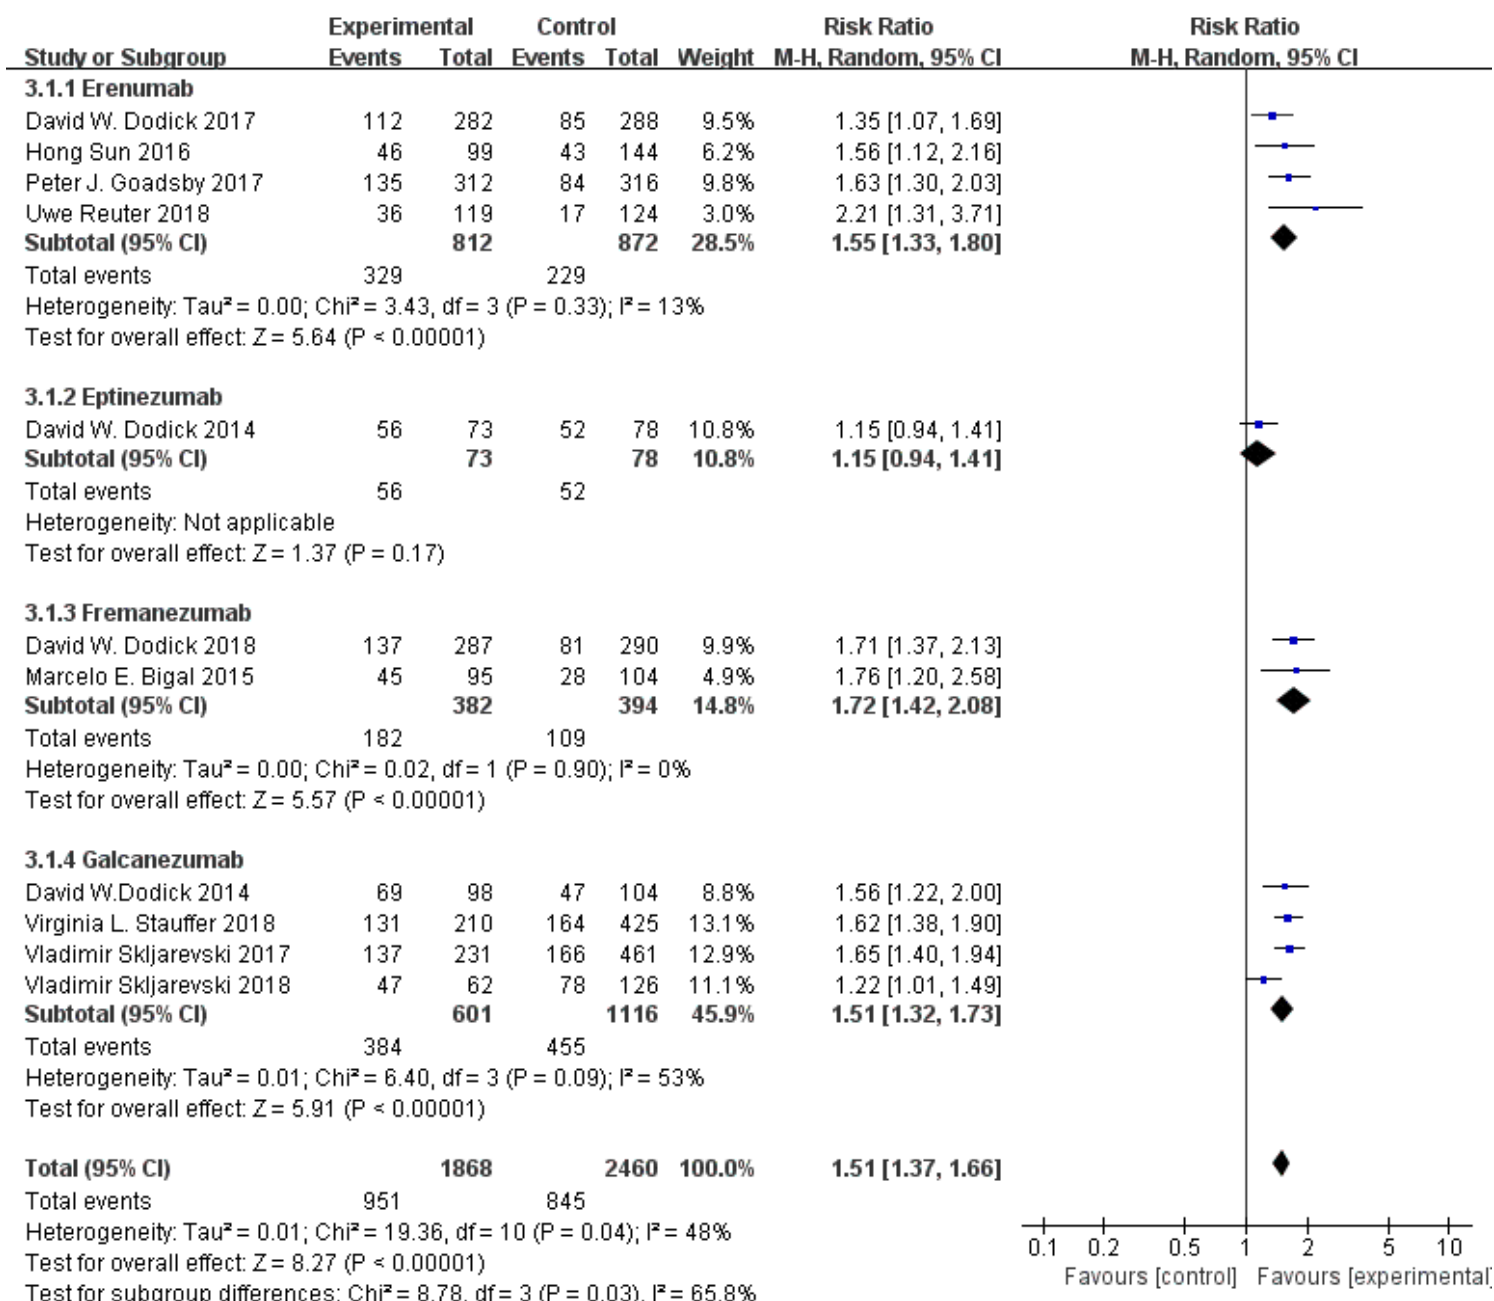 Experimental Control Risk Ratio Risk Ratio
Study or Subgroup Events Total Events Total Weight M-H, Random, 95% CI M-H, Random, 95% CI
3.1.1 Erenumab
David W. Dodick 2017 112 282 85 288 9.5% 1.35 [1.07, 1.69]
Hong Sun 2016 46 99 43 144 6.2% 1.56 [1.12, 2.16]
Peter J. Goadsby 2017 135 312 84 316 9.8% 1.63 [1.30, 2.03]
Uwe Reuter 2018 36 119 17 124 3.0% 2.21 [1.31, 3.71]
Subtotal (95% CI) 812 872 28.5% 1.55 [1.33, 1.80]
Total events 329 229
Heterogeneity: Tau² = 0.00; Chi² = 3.43, df = 3 (P = 0.33); I² = 13%
Test for overall effect: Z = 5.64 (P < 0.00001)
3.1.2 Eptinezumab
David W. Dodick 2014 56 73 52 78 10.8% 1.15 [0.94, 1.41]
Subtotal (95% CI) 73 78 10.8% 1.15 [0.94, 1.41]
Total events 56 52
Heterogeneity: Not applicable
Test for overall effect: Z = 1.37 (P = 0.17)
3.1.3 Fremanezumab
David W. Dodick 2018 137 287 81 290 9.9% 1.71 [1.37, 2.13]
Marcelo E. Bigal 2015 45 95 28 104 4.9% 1.76 [1.20, 2.58]
Subtotal (95% CI) 382 394 14.8% 1.72 [1.42, 2.08]
Total events 182 109
Heterogeneity: Tau² = 0.00; Chi² = 0.02, df = 1 (P = 0.90); I² = 0%
Test for overall effect: Z = 5.57 (P < 0.00001)
3.1.4 Galcanezumab
David W.Dodick 2014 69 98 47 104 8.8% 1.56 [1.22, 2.00]
Virginia L. Stauffer 2018 131 210 164 425 13.1% 1.62 [1.38, 1.90]
Vladimir Skljarevski 2017 137 231 166 461 12.9% 1.65 [1.40, 1.94]
Vladimir Skljarevski 2018 47 62 78 126 11.1% 1.22 [1.01, 1.49]
Subtotal (95% CI) 601 1116 45.9% 1.51 [1.32, 1.73]
Total events 384 455
Heterogeneity: Tau² = 0.01; Chi² = 6.40, df = 3 (P = 0.09); I² = 53%
Test for overall effect: Z = 5.91 (P < 0.00001)
Total (95% CI) 1868 2460 100.0% 1.51 [1.37, 1.66]
Total events 951 845
Heterogeneity: Tau² = 0.01; Chi² = 19.36, df = 10 (P = 0.04); I² = 48%
Test for overall effect: Z = 8.27 (P < 0.00001)
Test for subgroup differences: Chi² = 8.78, df = 3 (P = 0.03), I² = 65.8%
0.1 0.2 0.5 1 2 5 10
Favours [control] Favours [experimental]